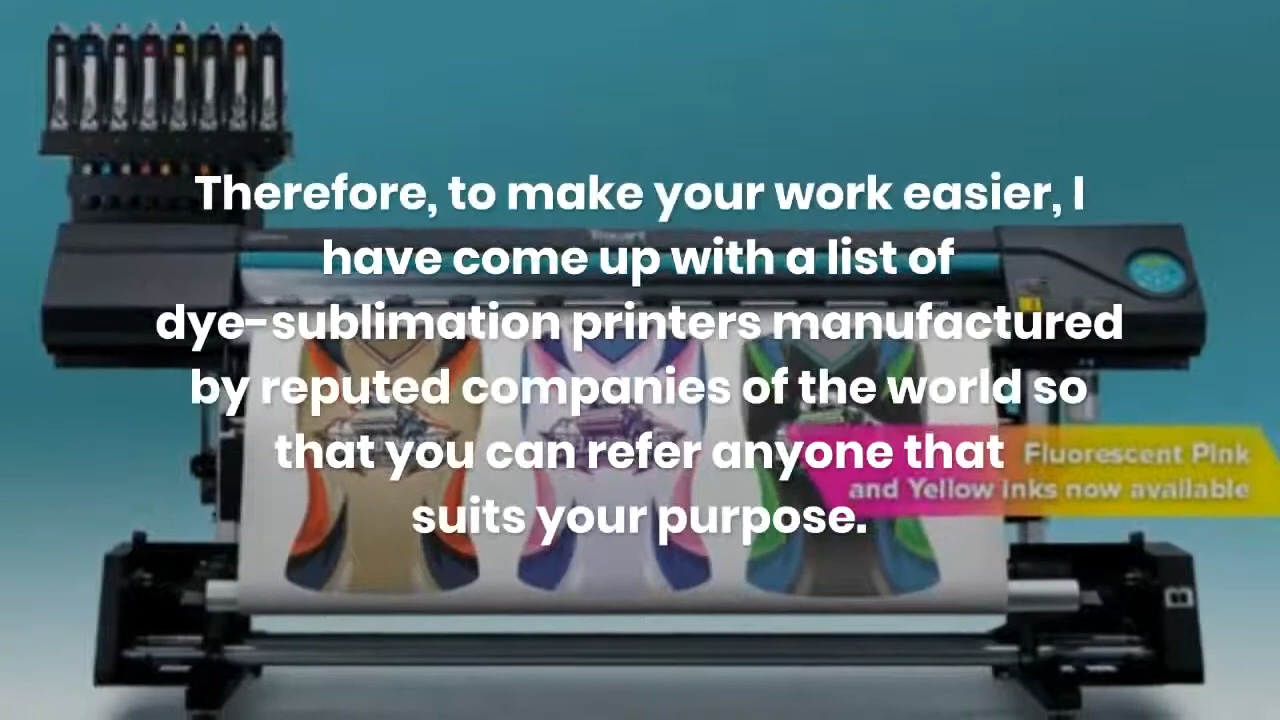 Therefore, to make your work easier, I
have come up with a list of
dye-sublimation printers manufactured
by reputed companies of the world so
that you can refer anyone that
suits your purpose.
Fluorescent Pink
and Yellow Inks now available